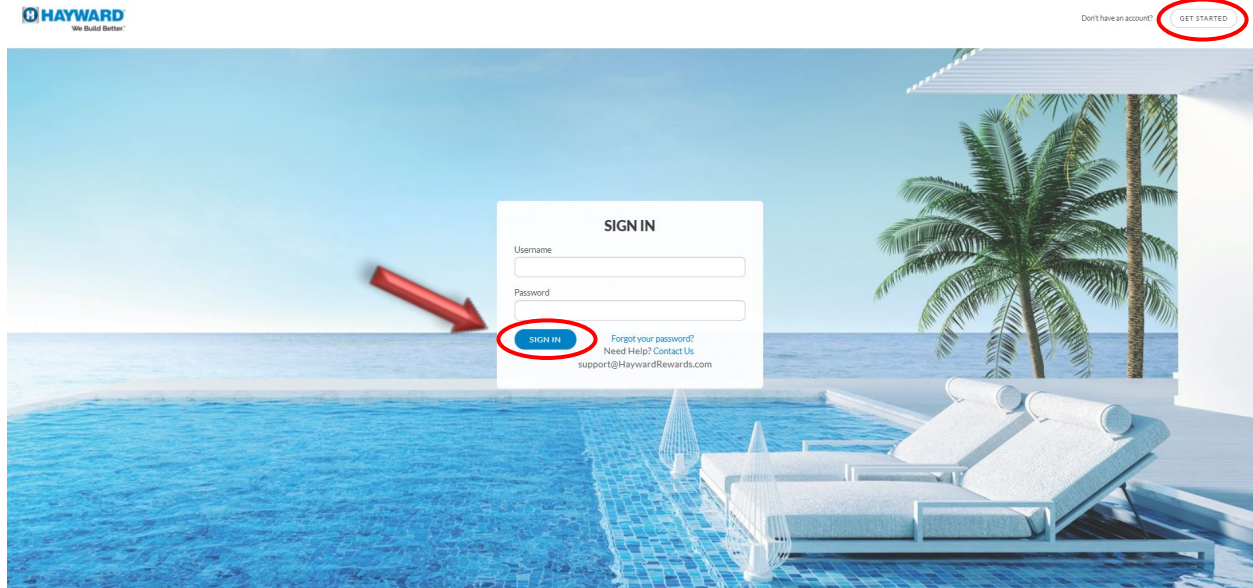 HAYWARD
We Build Better.
Don't have an account? GET STARTED
SIGN IN
Username
Password
SIGN IN
Forgot your password?
Need Help? Contact Us
support@HaywardRewards.com